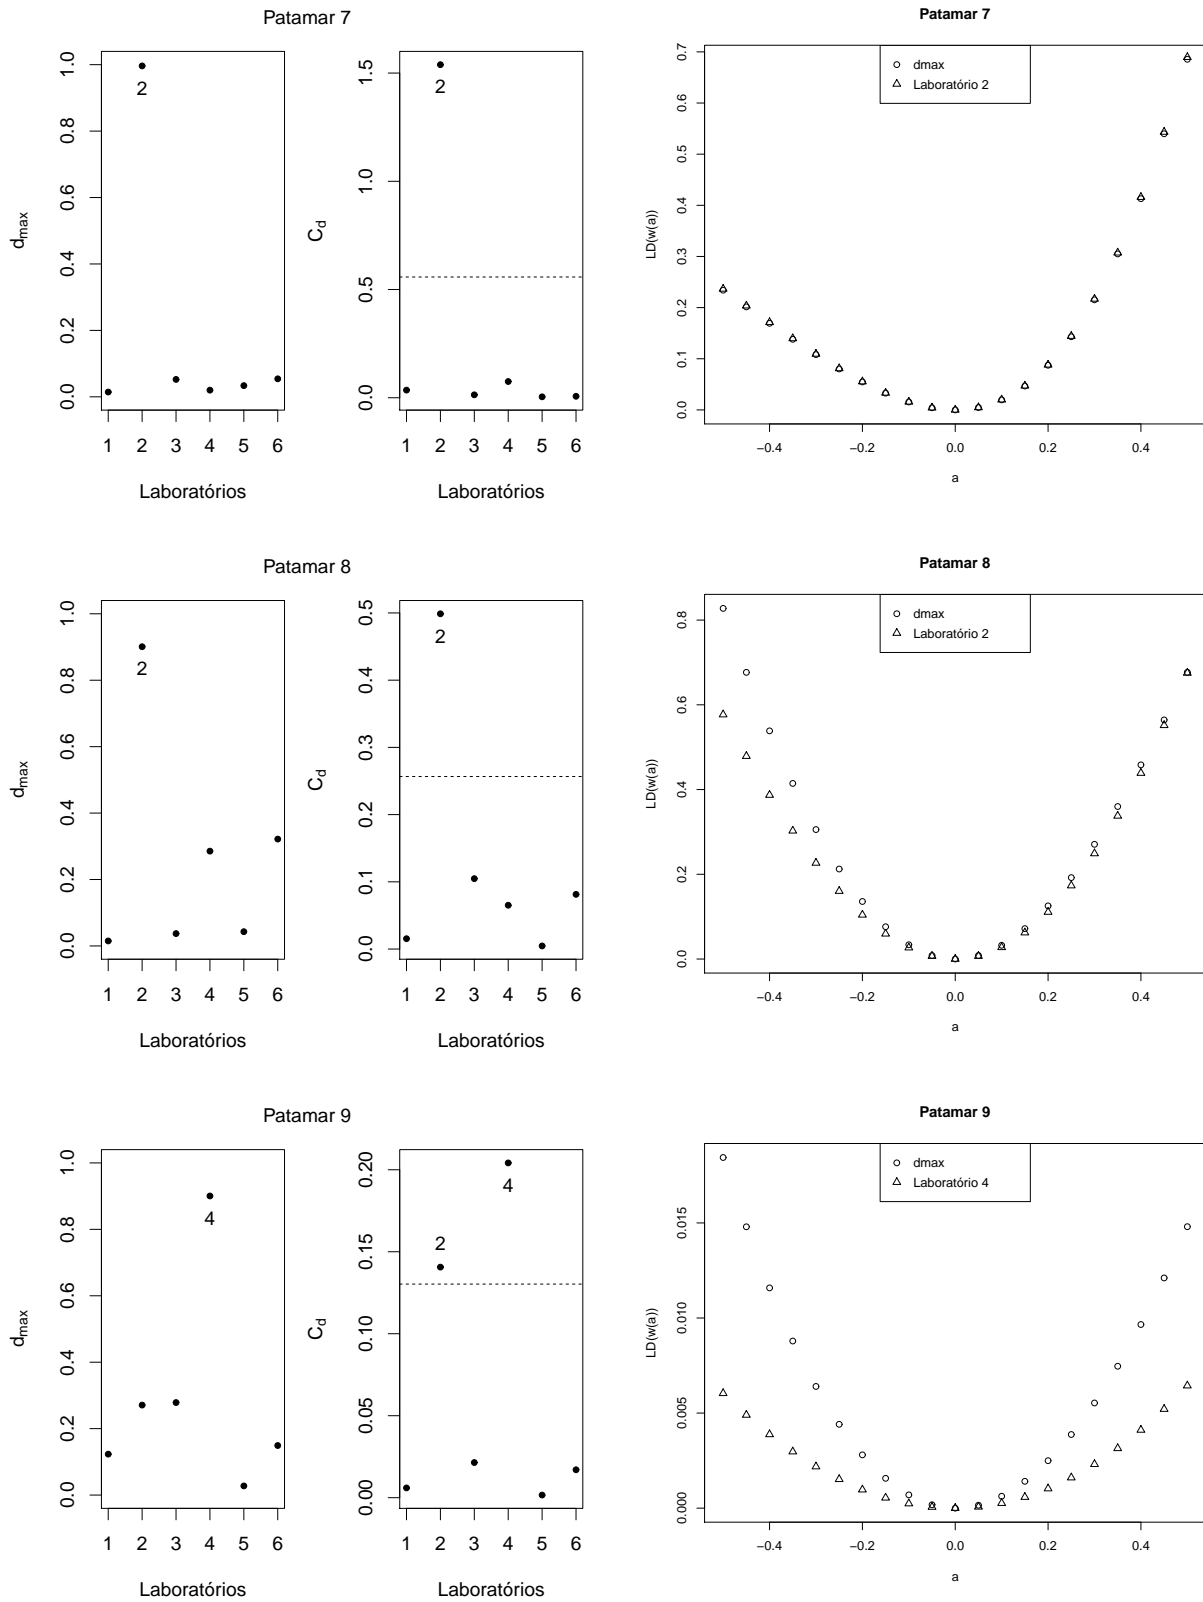 Patamar 7
d_max
0.0 0.2 0.4 0.6 0.8 1.0
2
1 2 3 4 5 6
Laboratórios
C_d
0.0 0.5 1.0 1.5
2
1 2 3 4 5 6
Laboratórios
Patamar 7
LD(w(a))
0.0 0.1 0.2 0.3 0.4 0.5 0.6 0.7
dmax
Laboratório 2
−0.4 −0.2 0.0 0.2 0.4
a
Patamar 8
d_max
0.0 0.2 0.4 0.6 0.8 1.0
2
1 2 3 4 5 6
Laboratórios
C_d
0.0 0.1 0.2 0.3 0.4 0.5
2
1 2 3 4 5 6
Laboratórios
Patamar 8
LD(w(a))
0.0 0.2 0.4 0.6 0.8
dmax
Laboratório 2
−0.4 −0.2 0.0 0.2 0.4
a
Patamar 9
d_max
0.0 0.2 0.4 0.6 0.8 1.0
4
1 2 3 4 5 6
Laboratórios
C_d
0.00 0.05 0.10 0.15 0.20
4
2
1 2 3 4 5 6
Laboratórios
Patamar 9
LD(w(a))
0.000 0.005 0.010 0.015
dmax
Laboratório 4
−0.4 −0.2 0.0 0.2 0.4
a